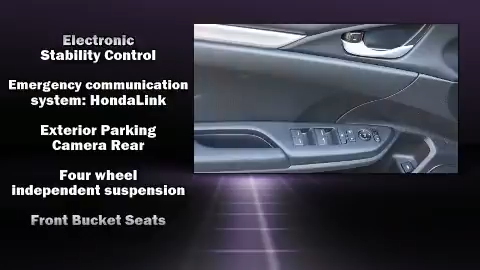 Electronic
Stability Control
Emergency communication
system: HondaLink
Exterior Parking
Camera Rear
Four wheel
independent suspension
Front Bucket Seats